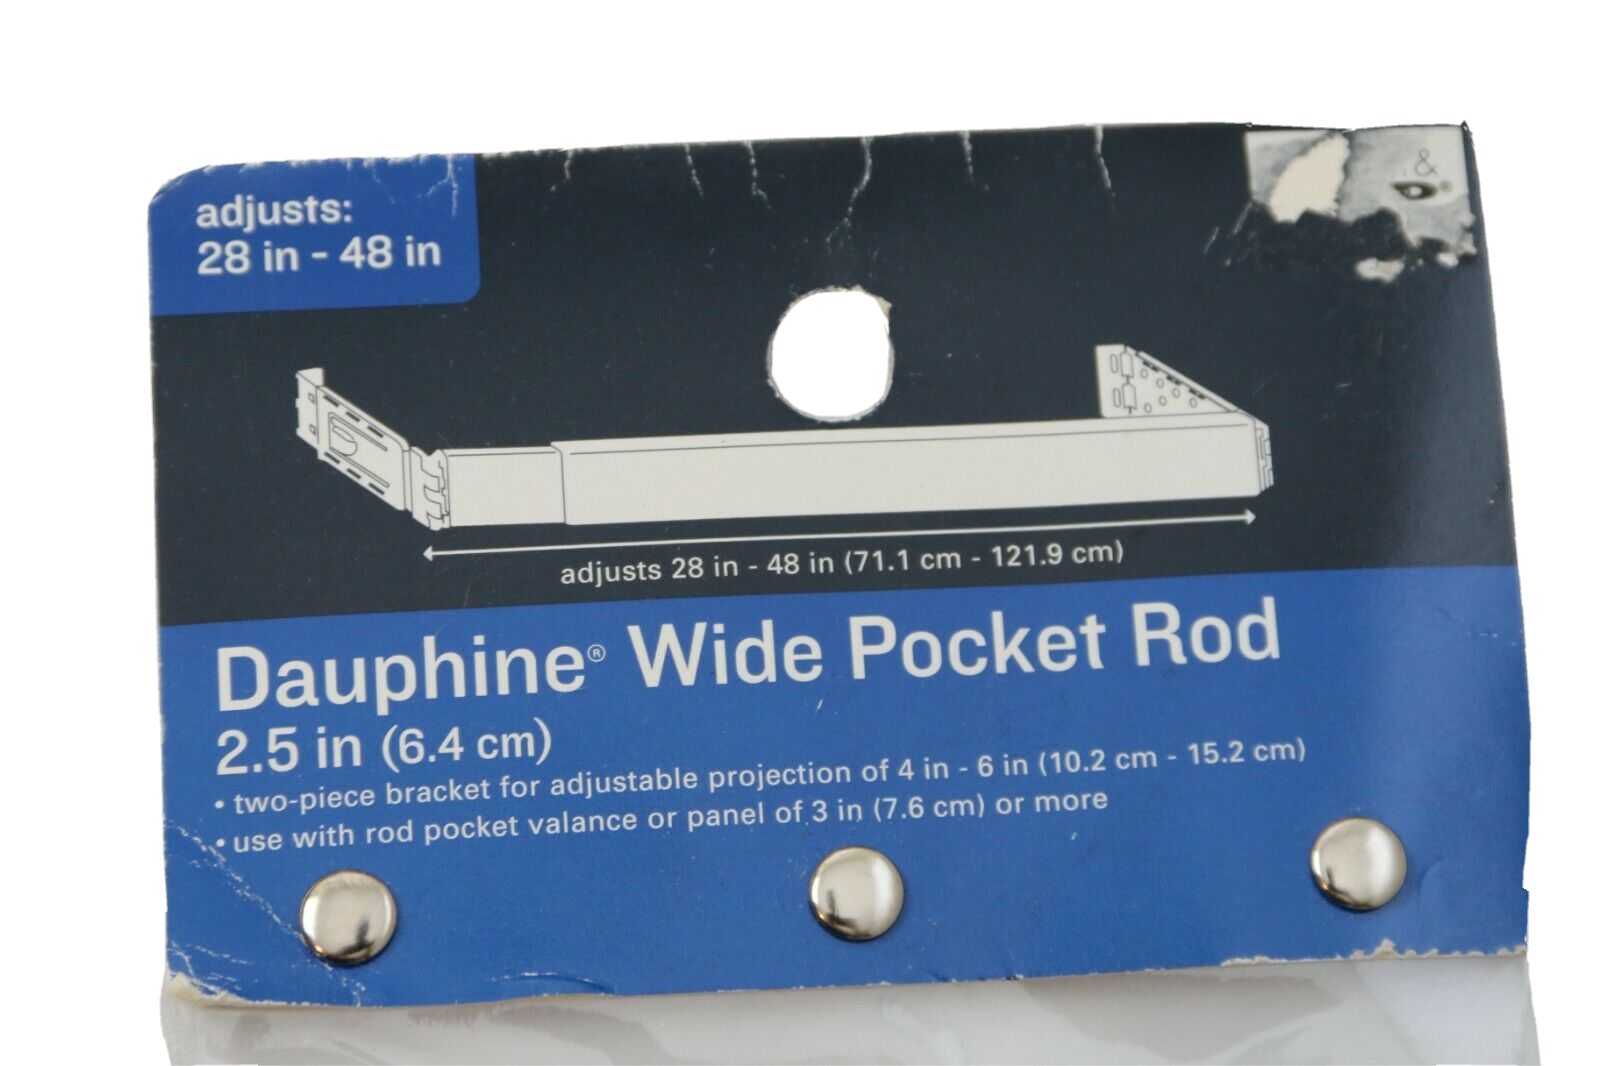 adjusts:
28 in - 48 in
&
®
adjusts 28 in - 48 in (71.1 cm - 121.9 cm)
Dauphine® Wide Pocket Rod
2.5 in (6.4 cm)
• two-piece bracket for adjustable projection of 4 in - 6 in (10.2 cm - 15.2 cm)
• use with rod pocket valance or panel of 3 in (7.6 cm) or more